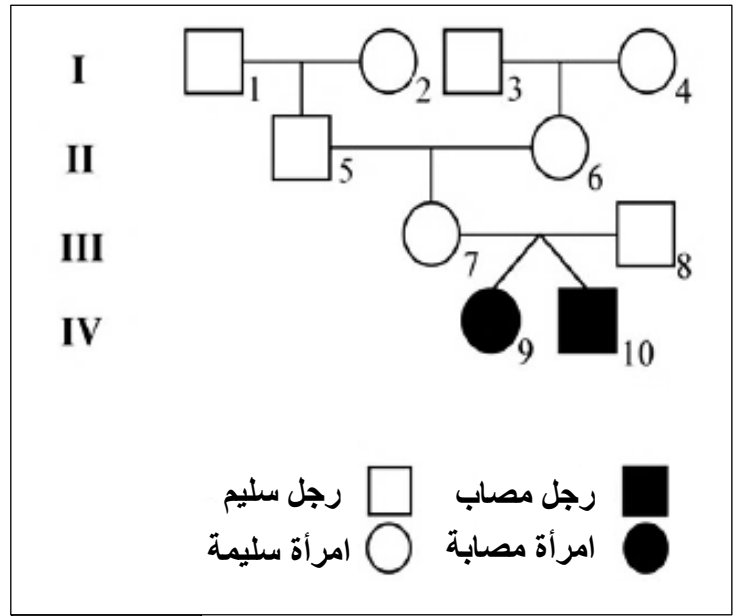 I 1 2 3 4
II 5 6
III 7 8
IV 9 10
رجل مصاب رجل سليم
امرأة مصابة امرأة سليمة